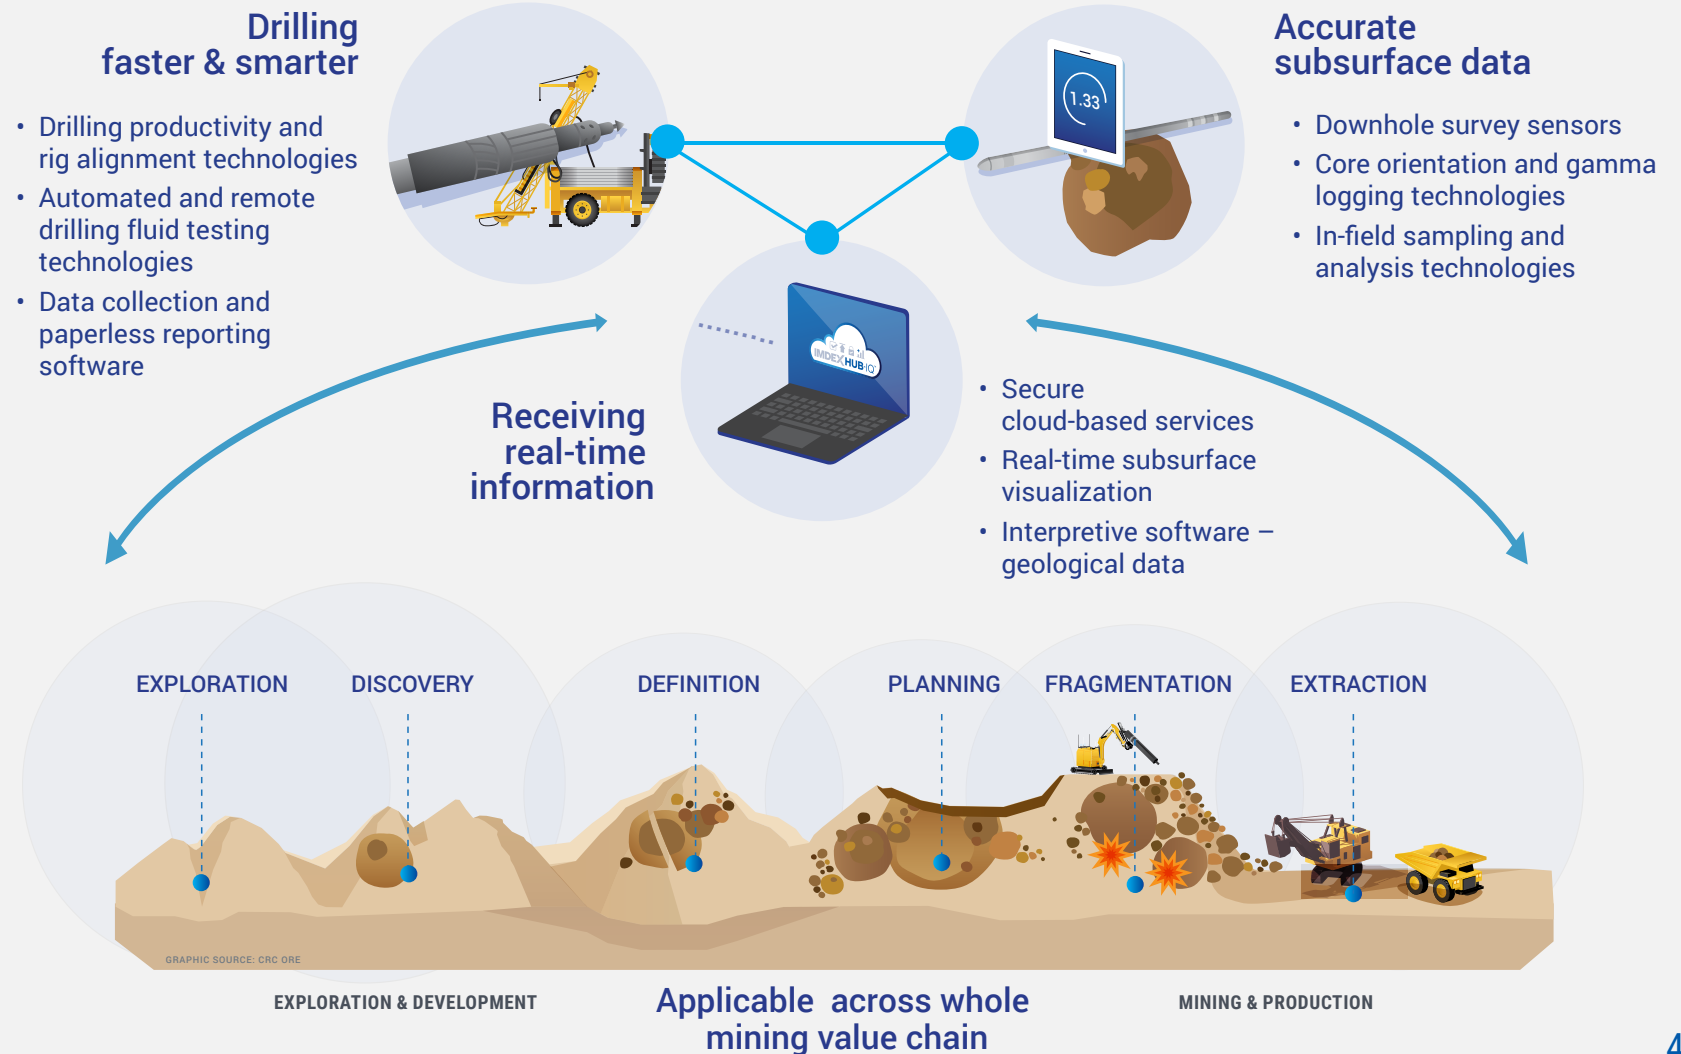 Drilling
faster & smarter
• Drilling productivity and
rig alignment technologies
• Automated and remote
drilling fluid testing
technologies
• Data collection and
paperless reporting
software
1.33
Accurate
subsurface data
• Downhole survey sensors
• Core orientation and gamma
logging technologies
• In-field sampling and
analysis technologies
IMDEX HUB-IQ
Receiving
real-time
information
• Secure
cloud-based services
• Real-time subsurface
visualization
• Interpretive software –
geological data
EXPLORATION
DISCOVERY
DEFINITION
PLANNING
FRAGMENTATION
EXTRACTION
GRAPHIC SOURCE: CRC ORE
EXPLORATION & DEVELOPMENT
Applicable across whole
mining value chain
MINING & PRODUCTION
4